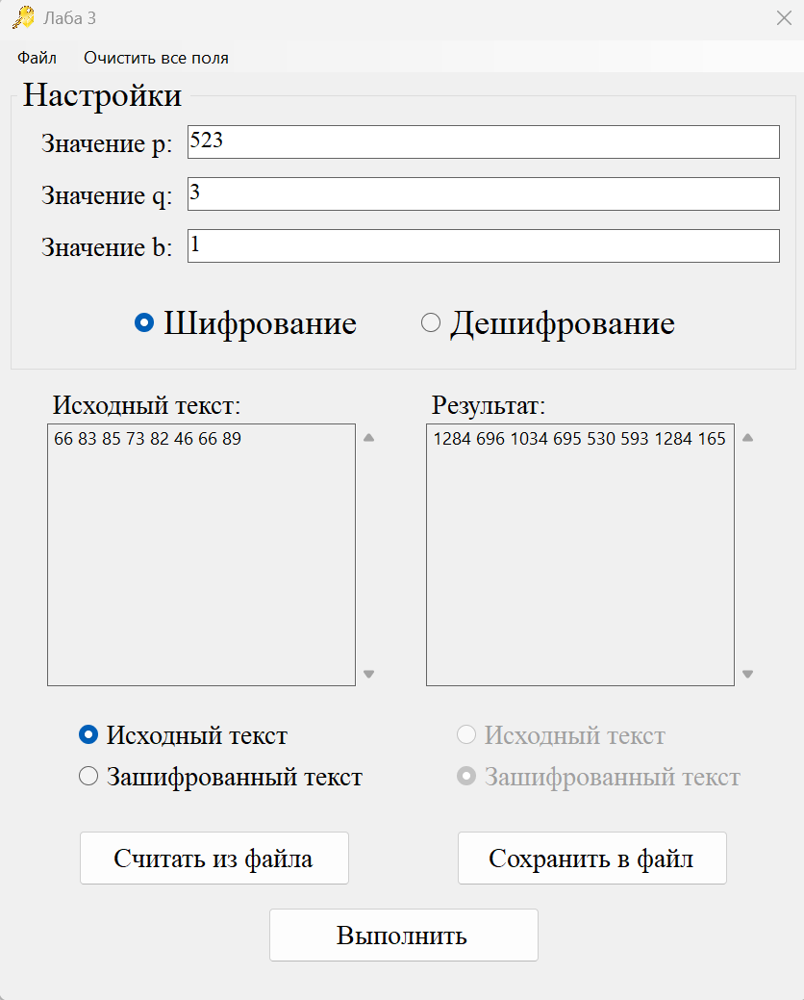 Лаба 3
Файл Очистить все поля
Настройки
Значение p: 523
Значение q: 3
Значение b: 1
Шифрование Дешифрование
Исходный текст: Результат:
66 83 85 73 82 46 66 89 1284 696 1034 695 530 593 1284 165
Исходный текст Исходный текст
Зашифрованный текст Зашифрованный текст
Считать из файла Сохранить в файл
Выполнить